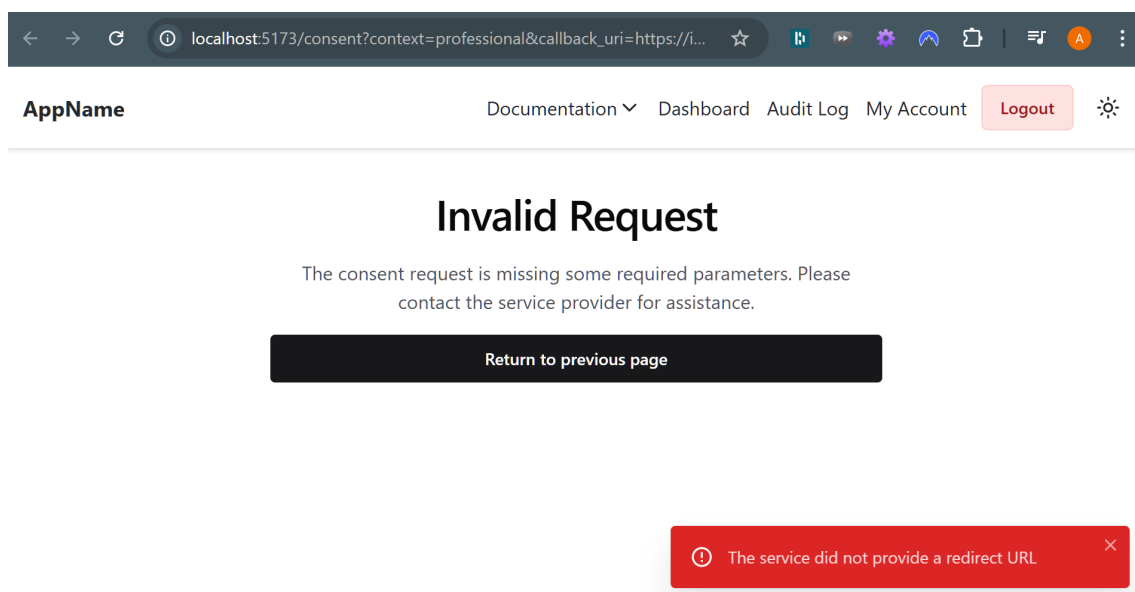 localhost:5173/consent?context=professional&callback_uri=https://i...
A
AppName
Documentation
Dashboard
Audit Log
My Account
Logout
Invalid Request
The consent request is missing some required parameters. Please
contact the service provider for assistance.
Return to previous page
The service did not provide a redirect URL